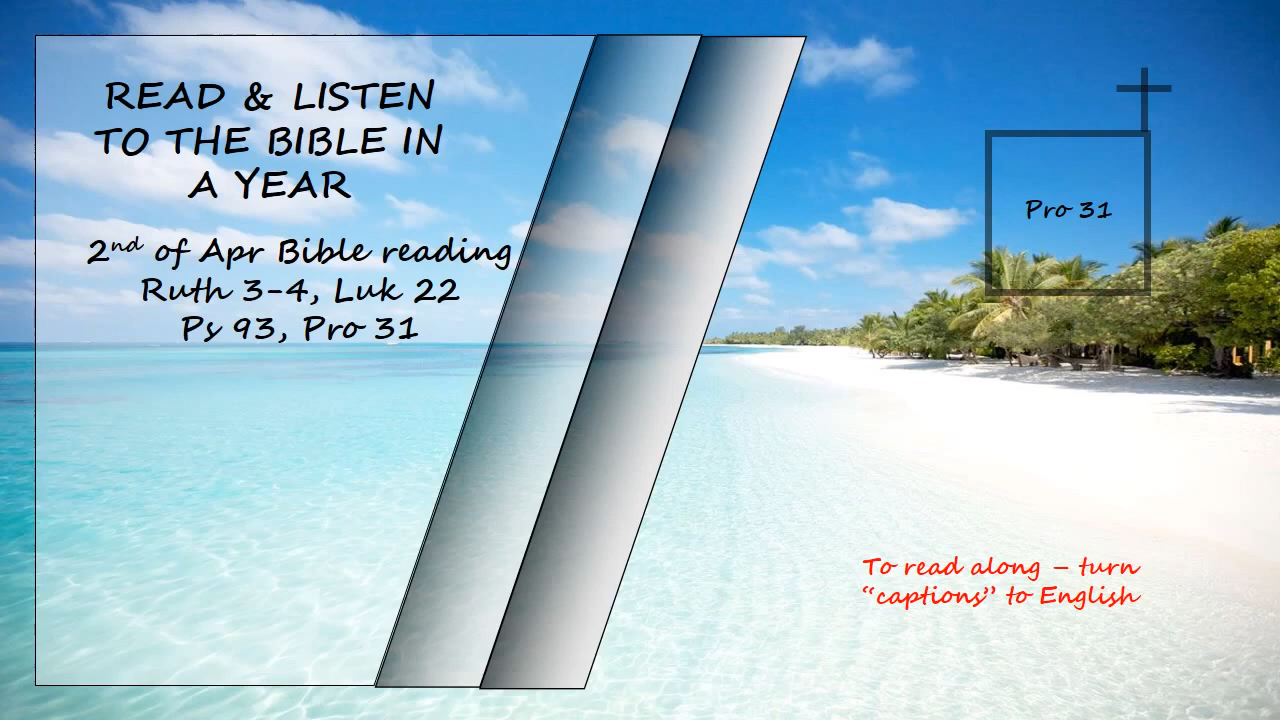 READ & LISTEN
TO THE BIBLE IN
A YEAR
2nd of Apr Bible reading
Ruth 3-4, Luk 22
Ps 93, Pro 31
Pro 31
To read along – turn
“captions” to English